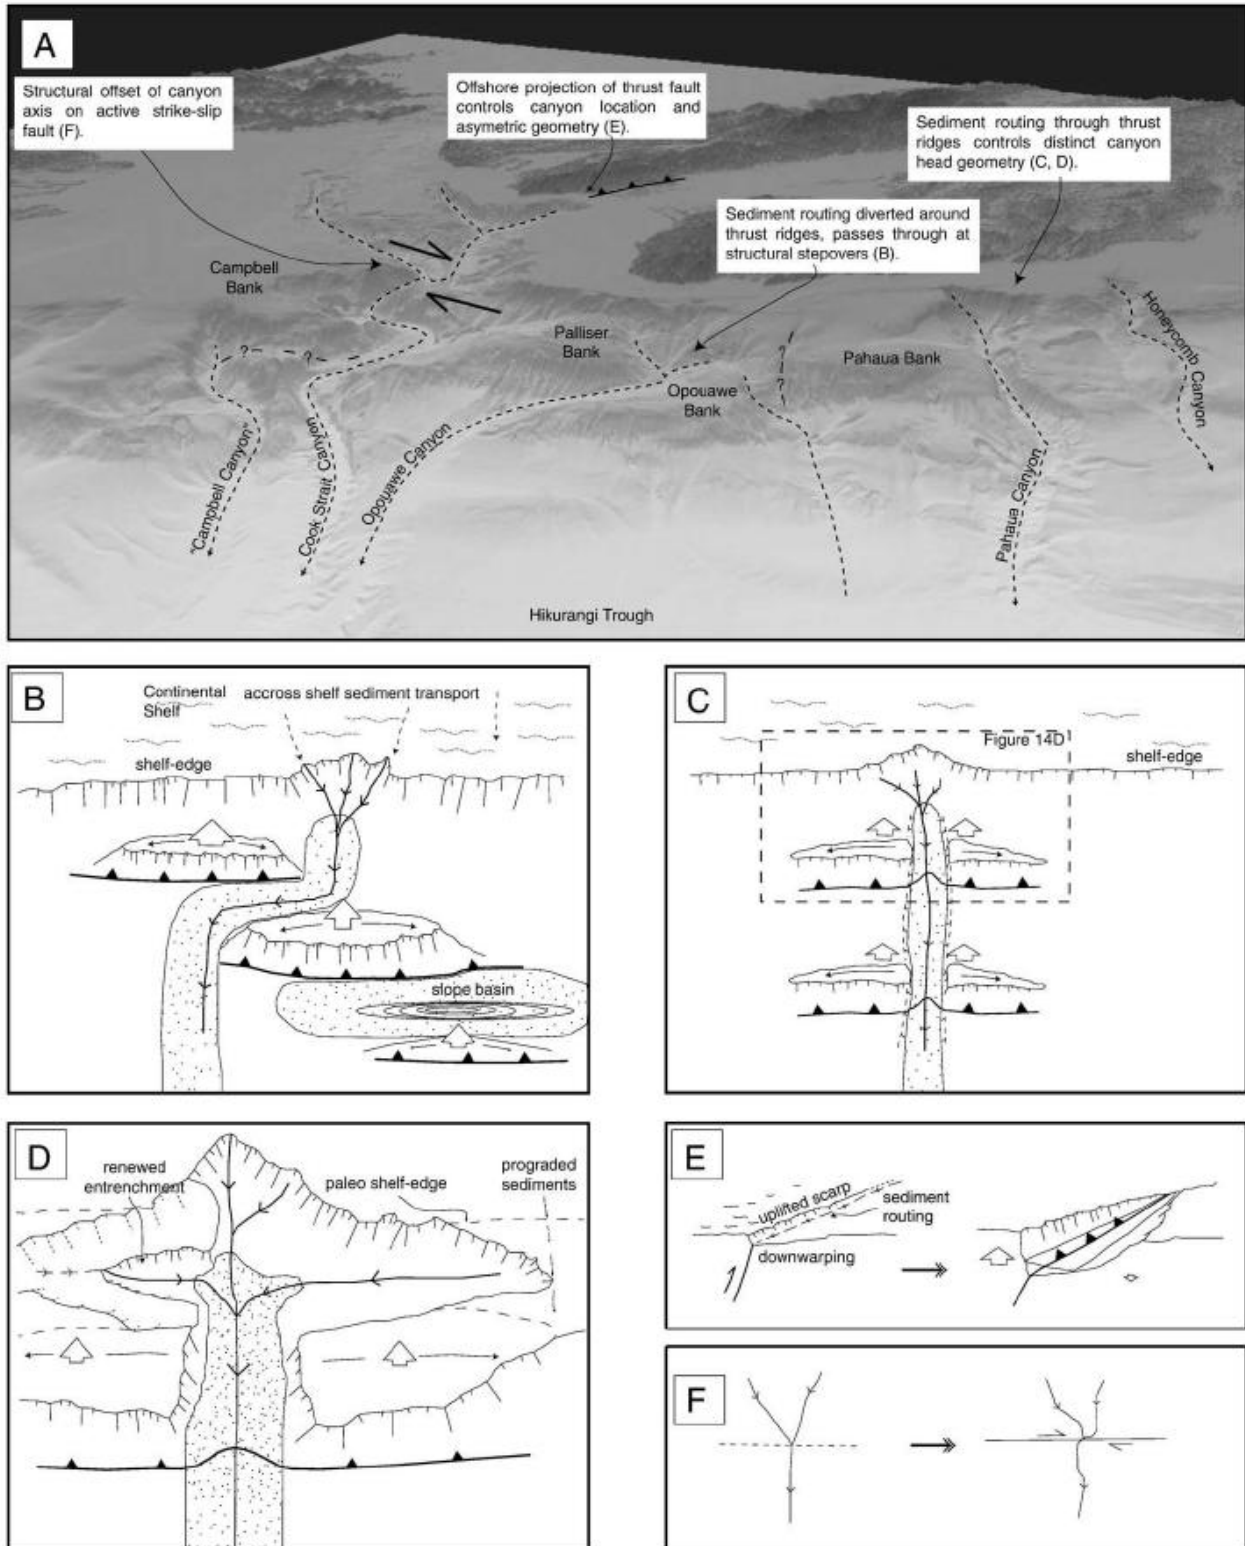 A
Structural offset of canyon
axis on active strike-slip
fault (F).
Offshore projection of thrust fault
controls canyon location and
asymetric geometry (E).
Sediment routing through thrust
ridges controls distinct canyon
head geometry (C, D).
Sediment routing diverted around
thrust ridges, passes through at
structural stepovers (B).
Campbell
Bank
Palliser
Bank
Pahaua Bank
Opouawe
Bank
Honeycomb Canyon
? ?
?
?
"Campbell Canyon"
Cook Strait Canyon
Opouawe Canyon
Pahaua Canyon
Hikurangi Trough
B
Continental
Shelf
accross shelf sediment transport
shelf-edge
slope basin
C
Figure 14D
shelf-edge
D
renewed
entrenchment
paleo shelf-edge
prograded
sediments
E
uplifted scarp
sediment
routing
downwarping
F